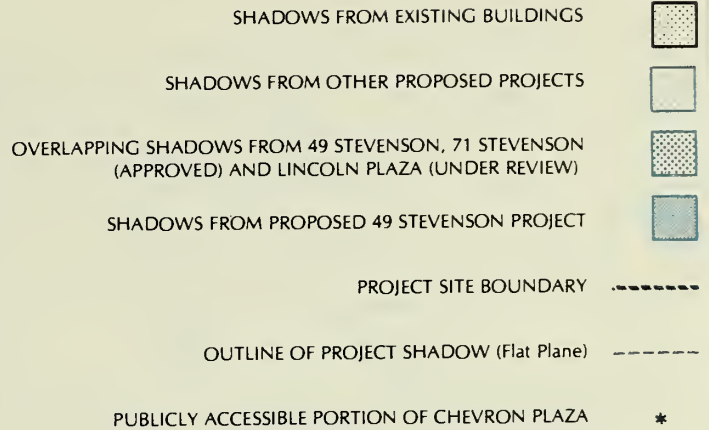 SHADOWS FROM EXISTING BUILDINGS
SHADOWS FROM OTHER PROPOSED PROJECTS
OVERLAPPING SHADOWS FROM 49 STEVENSON, 71 STEVENSON
(APPROVED) AND LINCOLN PLAZA (UNDER REVIEW)
SHADOWS FROM PROPOSED 49 STEVENSON PROJECT
PROJECT SITE BOUNDARY
OUTLINE OF PROJECT SHADOW (Flat Plane)
PUBLICLY ACCESSIBLE PORTION OF CHEVRON PLAZA *